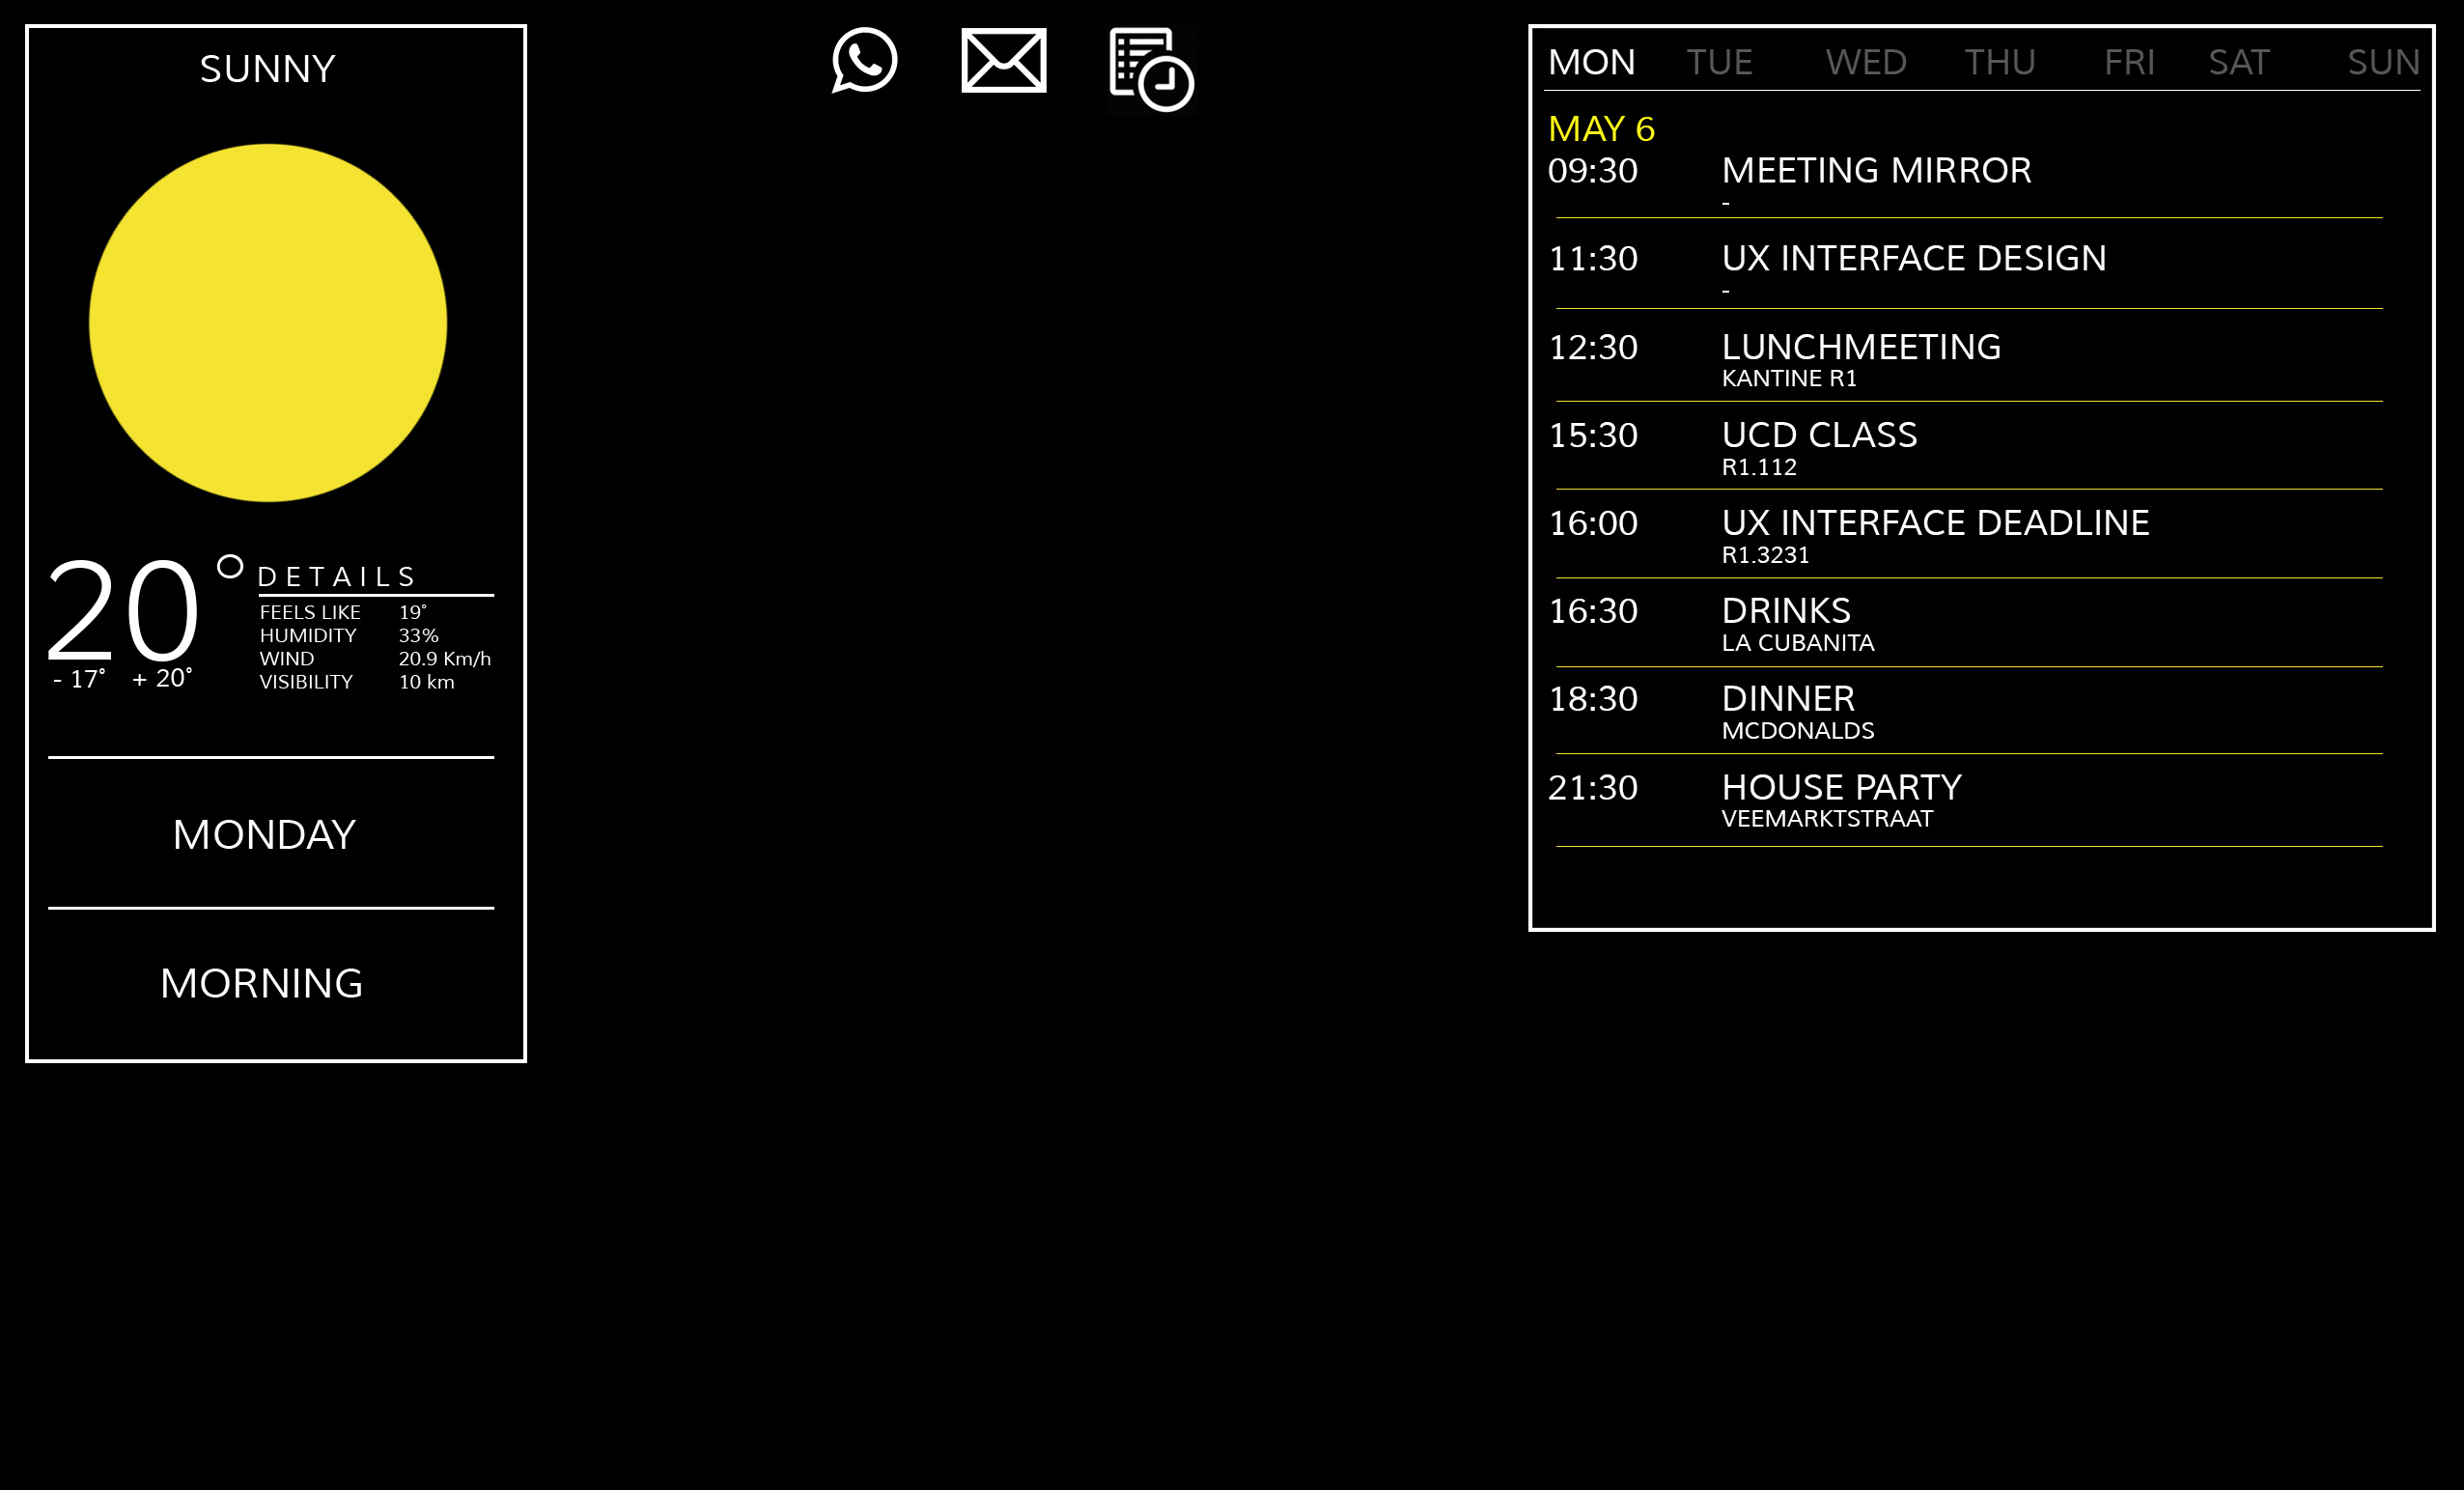 SUNNY
20°
- 17° + 20°
DETAILS
FEELS LIKE 19°
HUMIDITY 33%
WIND 20.9 Km/h
VISIBILITY 10 km
MONDAY
MORNING
MON TUE WED THU FRI SAT SUN
MAY 6
09:30 MEETING MIRROR
-
11:30 UX INTERFACE DESIGN
-
12:30 LUNCHMEETING
KANTINE R1
15:30 UCD CLASS
R1.112
16:00 UX INTERFACE DEADLINE
R1.3231
16:30 DRINKS
LA CUBANITA
18:30 DINNER
MCDONALDS
21:30 HOUSE PARTY
VEEMARKTSTRAAT